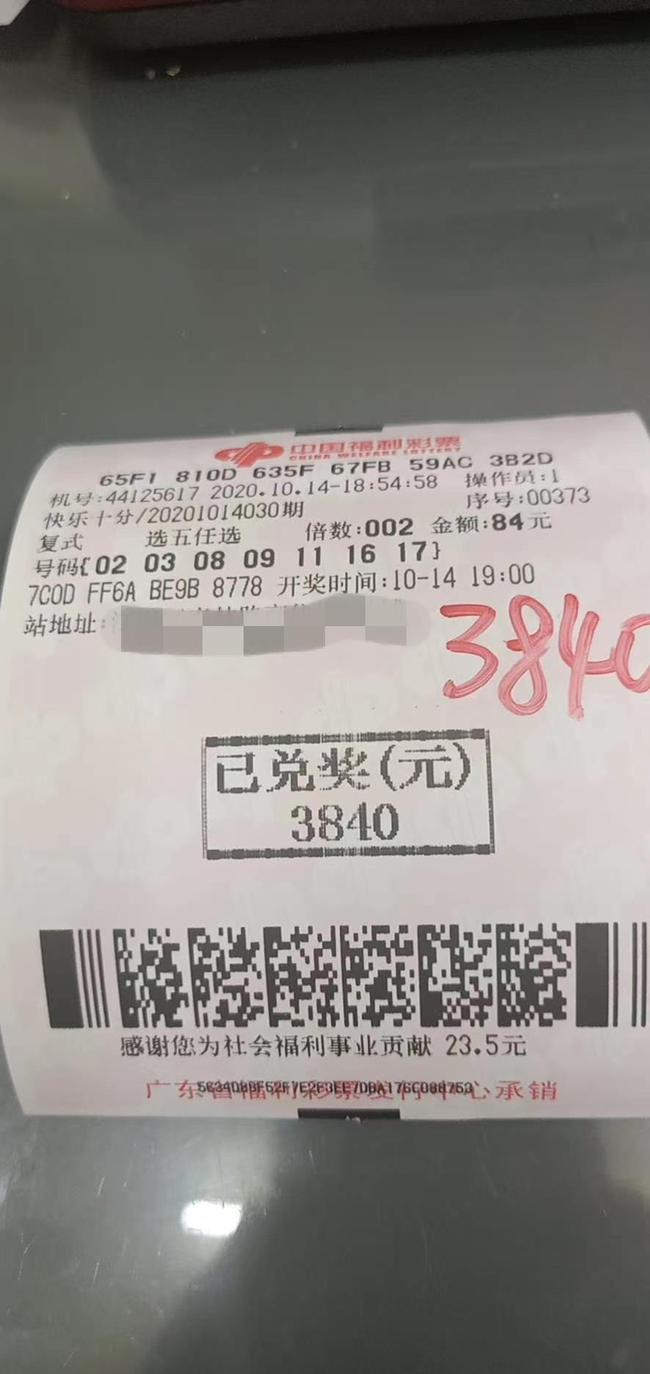 中国福利彩票
CHINA WELFARE LOTTERY
65F1 810D 635F 67FB 59AC 3B2D
机号:44125617 2020.10.14-18:54:58 操作员:1
快乐十分/20201014030期 序号:00373
复式 选五任选 倍数:002 金额:84元
号码{02 03 08 09 11 16 17}
7C0D FF6A BE9B 8778 开奖时间:10-14 19:00
站地址:
3840
已兑奖(元)
3840
感谢您为社会福利事业贡献 23.5元
广东省福利彩票发行中心承销